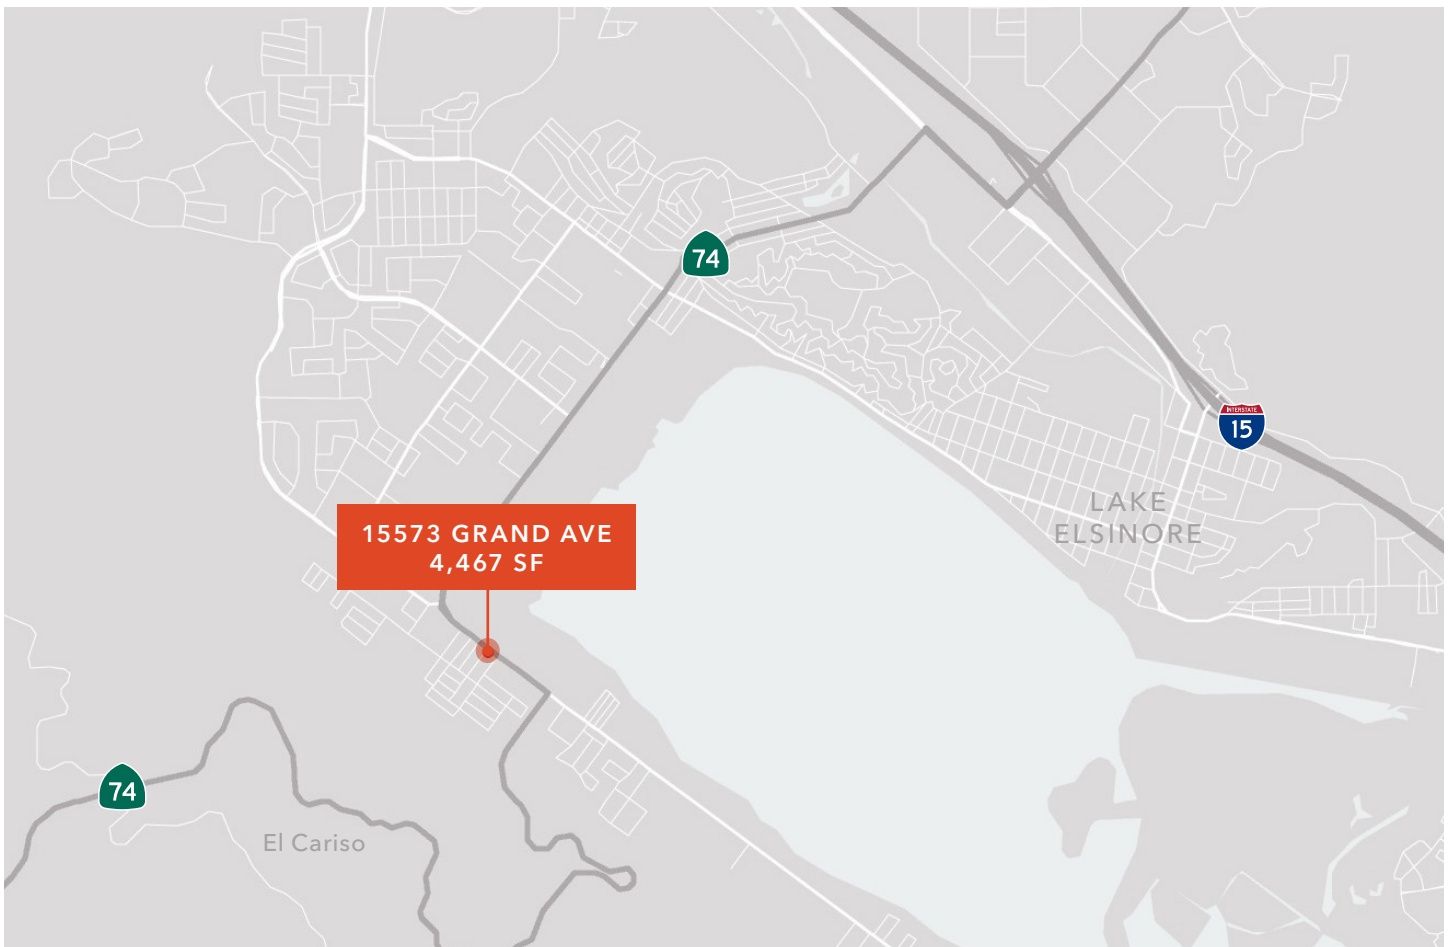 74
INTERSTATE
15
LAKE
ELSINORE
15573 GRAND AVE
4,467 SF
74
El Cariso